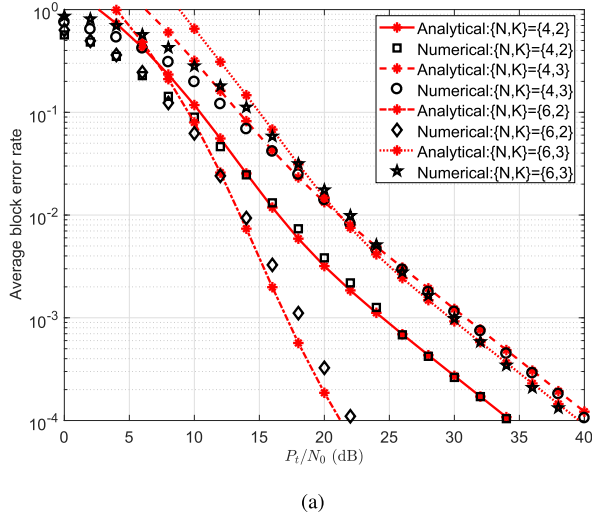 10^0
10^-1
10^-2
10^-3
10^-4
Average block error rate
Analytical:{N,K}={4,2}
Numerical:{N,K}={4,2}
Analytical:{N,K}={4,3}
Numerical:{N,K}={4,3}
Analytical:{N,K}={6,2}
Numerical:{N,K}={6,2}
Analytical:{N,K}={6,3}
Numerical:{N,K}={6,3}
0 5 10 15 20 25 30 35 40
P_t/N_0 (dB)
(a)